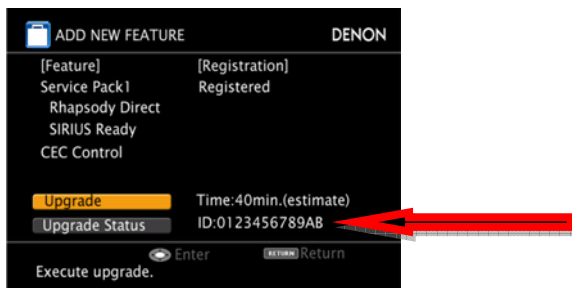 ADD NEW FEATURE DENON
[Feature] [Registration]
Service Pack1 Registered
Rhapsody Direct
SIRIUS Ready
CEC Control
Upgrade Time:40min.(estimate)
Upgrade Status ID:0123456789AB
Enter RETURN Return
Execute upgrade.